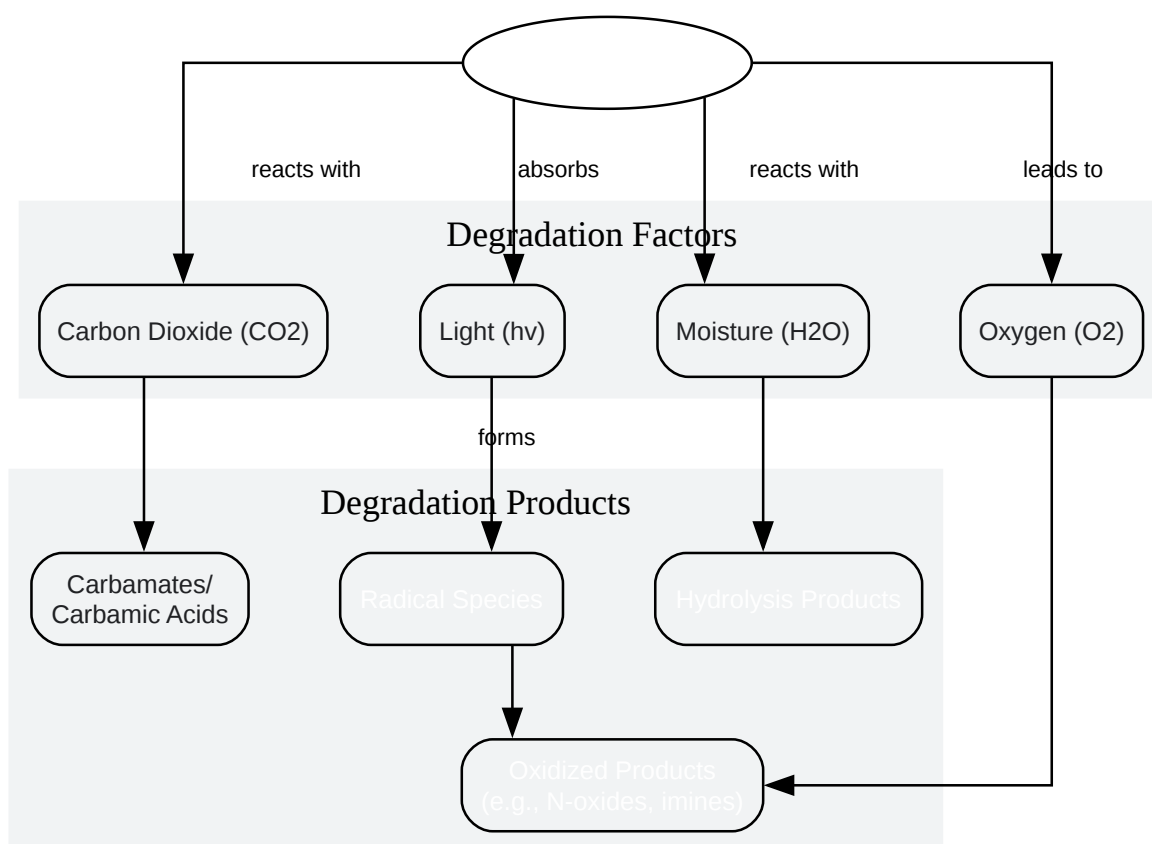 reacts with
absorbs
reacts with
leads to
Degradation Factors
Carbon Dioxide (CO2)
Light (hv)
Moisture (H2O)
Oxygen (O2)
forms
Degradation Products
Carbamates/
Carbamic Acids
Radical Species
Hydrolysis Products
Oxidized Products
(e.g., N-oxides, imines)